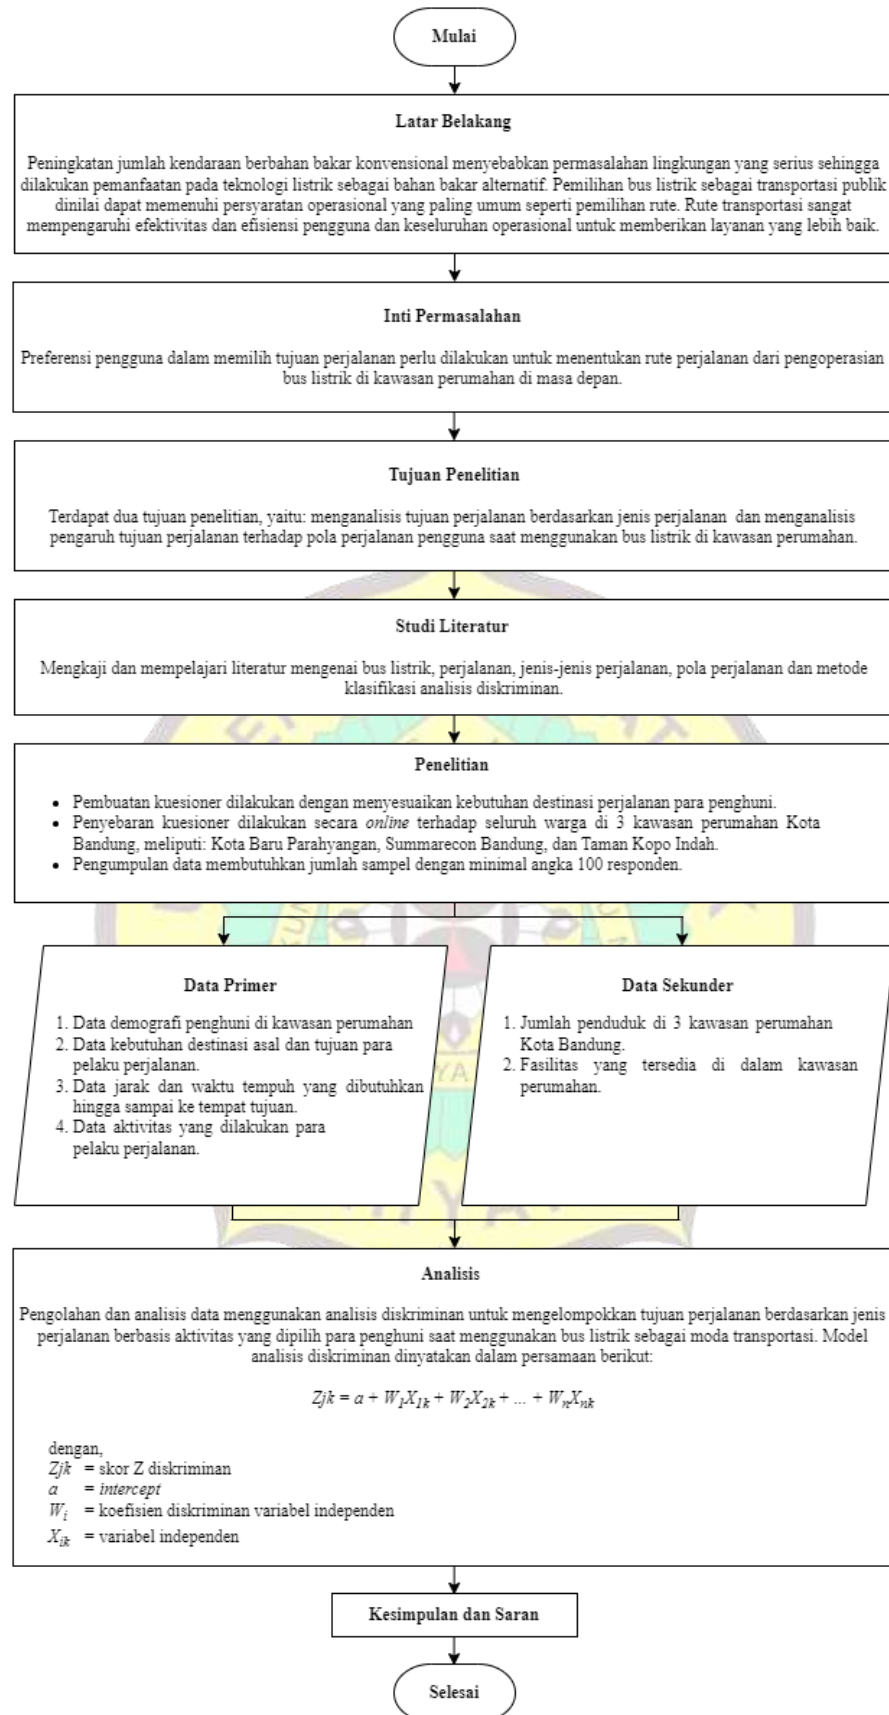 Mulai
Latar Belakang
Peningkatan jumlah kendaraan berbahan bakar konvensional menyebabkan permasalahan lingkungan yang serius sehingga
dilakukan pemanfaatan pada teknologi listrik sebagai bahan bakar alternatif. Pemilihan bus listrik sebagai transportasi publik
dinilai dapat memenuhi persyaratan operasional yang paling umum seperti pemilihan rute. Rute transportasi sangat
mempengaruhi efektivitas dan efisiensi pengguna dan keseluruhan operasional untuk memberikan layanan yang lebih baik.
Inti Permasalahan
Preferensi pengguna dalam memilih tujuan perjalanan perlu dilakukan untuk menentukan rute perjalanan dari pengoperasian
bus listrik di kawasan perumahan di masa depan.
Tujuan Penelitian
Terdapat dua tujuan penelitian, yaitu: menganalisis tujuan perjalanan berdasarkan jenis perjalanan dan menganalisis
pengaruh tujuan perjalanan terhadap pola perjalanan pengguna saat menggunakan bus listrik di kawasan perumahan.
Studi Literatur
Mengkaji dan mempelajari literatur mengenai bus listrik, perjalanan, jenis-jenis perjalanan, pola perjalanan dan metode
klasifikasi analisis diskriminan.
Penelitian
• Pembuatan kuesioner dilakukan dengan menyesuaikan kebutuhan destinasi perjalanan para penghuni.
• Penyebaran kuesioner dilakukan secara online terhadap seluruh warga di 3 kawasan perumahan Kota
Bandung, meliputi: Kota Baru Parahyangan, Summarecon Bandung, dan Taman Kopo Indah.
• Pengumpulan data membutuhkan jumlah sampel dengan minimal angka 100 responden.
Data Primer
1. Data demografi penghuni di kawasan perumahan
2. Data kebutuhan destinasi asal dan tujuan para
pelaku perjalanan.
3. Data jarak dan waktu tempuh yang dibutuhkan
hingga sampai ke tempat tujuan.
4. Data aktivitas yang dilakukan para
pelaku perjalanan.
Data Sekunder
1. Jumlah penduduk di 3 kawasan perumahan
Kota Bandung.
2. Fasilitas yang tersedia di dalam kawasan
perumahan.
Analisis
Pengolahan dan analisis data menggunakan analisis diskriminan untuk mengelompokkan tujuan perjalanan berdasarkan jenis
perjalanan berbasis aktivitas yang dipilih para penghuni saat menggunakan bus listrik sebagai moda transportasi. Model
analisis diskriminan dinyatakan dalam persamaan berikut:
Zjk = a + W₁X₁ₖ + W₂X₂ₖ + ... + WₙXₙₖ
dengan,
Zjk = skor Z diskriminan
a = intercept
Wᵢ = koefisien diskriminan variabel independen
Xᵢₖ = variabel independen
Kesimpulan dan Saran
Selesai